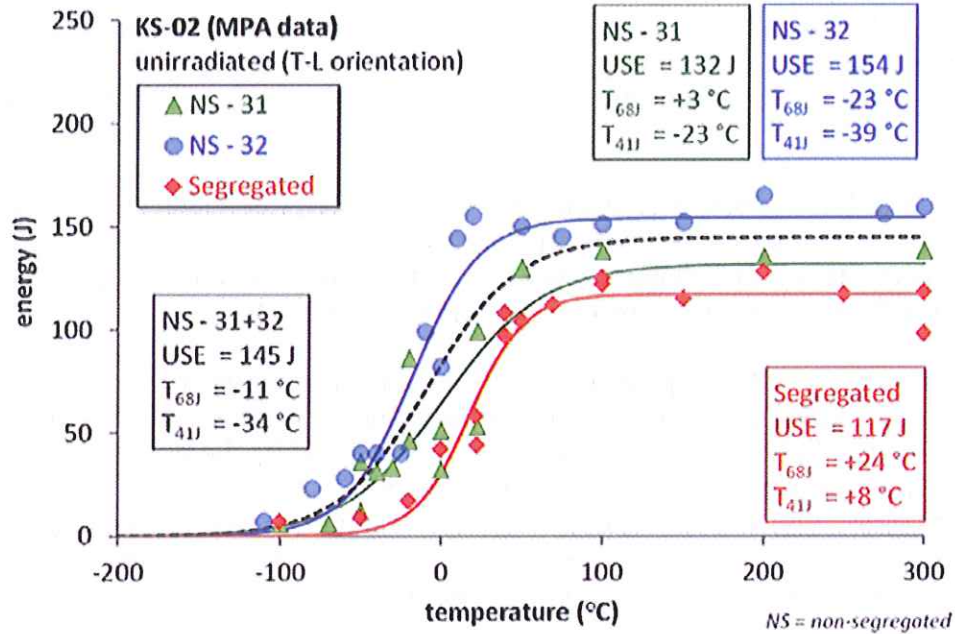 KS-02 (MPA data)
unirradiated (T-L orientation)
NS - 31
NS - 32
Segregated
NS - 31
USE = 132 J
T68J = +3 °C
T41J = -23 °C
NS - 32
USE = 154 J
T68J = -23 °C
T41J = -39 °C
NS - 31+32
USE = 145 J
T68J = -11 °C
T41J = -34 °C
Segregated
USE = 117 J
T68J = +24 °C
T41J = +8 °C
energy (J)
250
200
150
100
50
0
-200
-100
0
100
200
300
temperature (°C)
NS = non-segregated